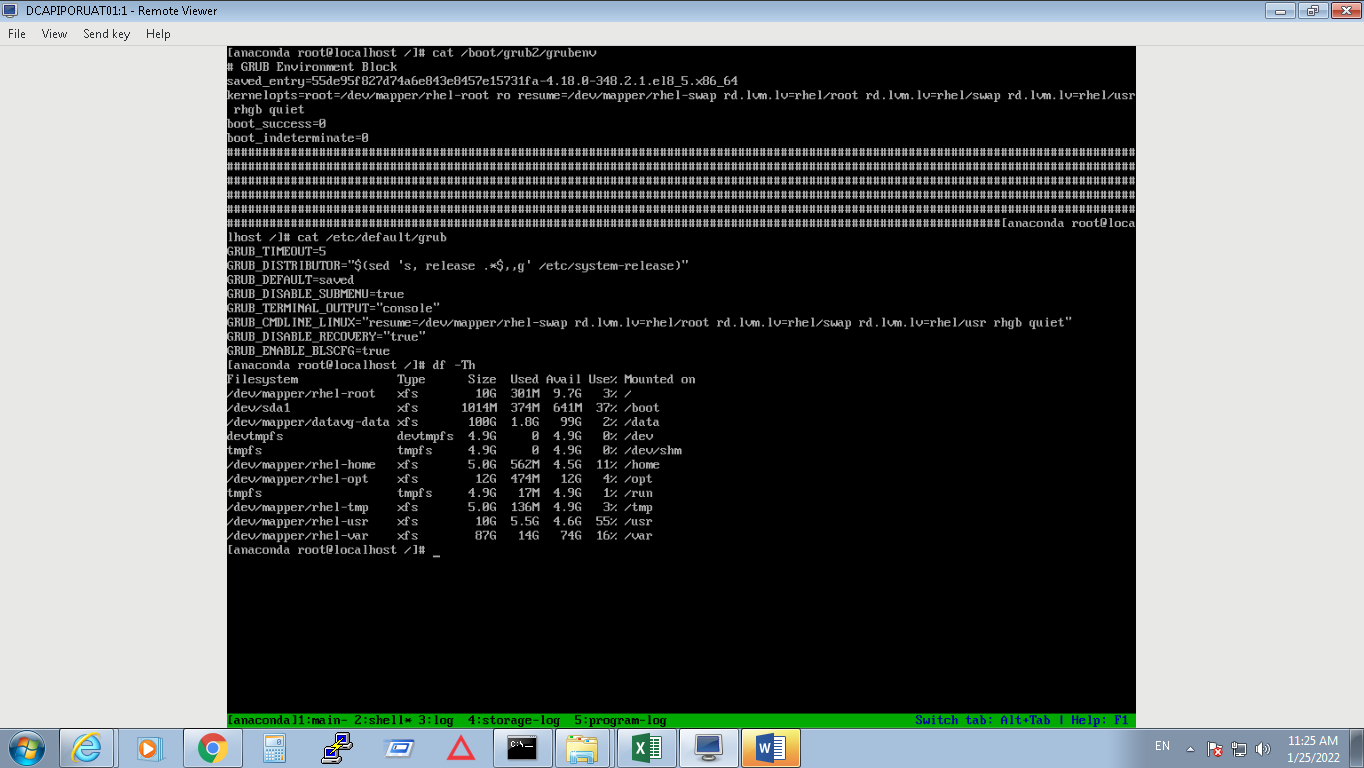 DCAPIPORUAT01:1 - Remote Viewer
File View Send key Help
[anaconda root@localhost /]# cat /boot/grub2/grubenv
# GRUB Environment Block
saved_entry=55de95f827d74a6e843e8457e15731fa-4.18.0-348.2.1.el8_5.x86_64
kernelopts=root=/dev/mapper/rhel-root ro resume=/dev/mapper/rhel-swap rd.lvm.lv=rhel/root rd.lvm.lv=rhel/swap rd.lvm.lv=rhel/usr
rhgb quiet
boot_success=0
boot_indeterminate=0
################################################################################################################################
################################################################################################################################
################################################################################################################################
################################################################################################################################
################################################################################################################################
#############################################################################################################[anaconda root@loca
lhost /]# cat /etc/default/grub
GRUB_TIMEOUT=5
GRUB_DISTRIBUTOR="$(sed 's, release .*$,,g' /etc/system-release)"
GRUB_DEFAULT=saved
GRUB_DISABLE_SUBMENU=true
GRUB_TERMINAL_OUTPUT="console"
GRUB_CMDLINE_LINUX="resume=/dev/mapper/rhel-swap rd.lvm.lv=rhel/root rd.lvm.lv=rhel/swap rd.lvm.lv=rhel/usr rhgb quiet"
GRUB_DISABLE_RECOVERY="true"
GRUB_ENABLE_BLSCFG=true
[anaconda root@localhost /]# df -Th
Filesystem Type Size Used Avail Use% Mounted on
/dev/mapper/rhel-root xfs 10G 301M 9.7G 3% /
/dev/sda1 xfs 1014M 374M 641M 37% /boot
/dev/mapper/datavg-data xfs 100G 1.8G 99G 2% /data
devtmpfs devtmpfs 4.9G 0 4.9G 0% /dev
tmpfs tmpfs 4.9G 0 4.9G 0% /dev/shm
/dev/mapper/rhel-home xfs 5.0G 562M 4.5G 11% /home
/dev/mapper/rhel-opt xfs 12G 474M 12G 4% /opt
tmpfs tmpfs 4.9G 17M 4.9G 1% /run
/dev/mapper/rhel-tmp xfs 5.0G 136M 4.9G 3% /tmp
/dev/mapper/rhel-usr xfs 10G 5.5G 4.6G 55% /usr
/dev/mapper/rhel-var xfs 87G 14G 74G 16% /var
[anaconda root@localhost /]# _
[anaconda]1:main- 2:shell* 3:log 4:storage-log 5:program-log Switch tab: Alt+Tab | Help: F1
EN 11:25 AM
1/25/2022